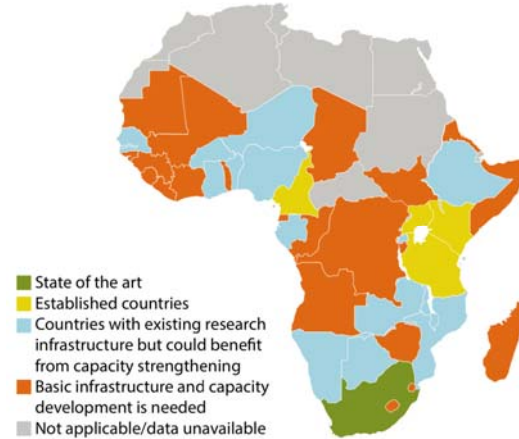 State of the art
Established countries
Countries with existing research
infrastructure but could benefit
from capacity strengthening
Basic infrastructure and capacity
development is needed
Not applicable/data unavailable